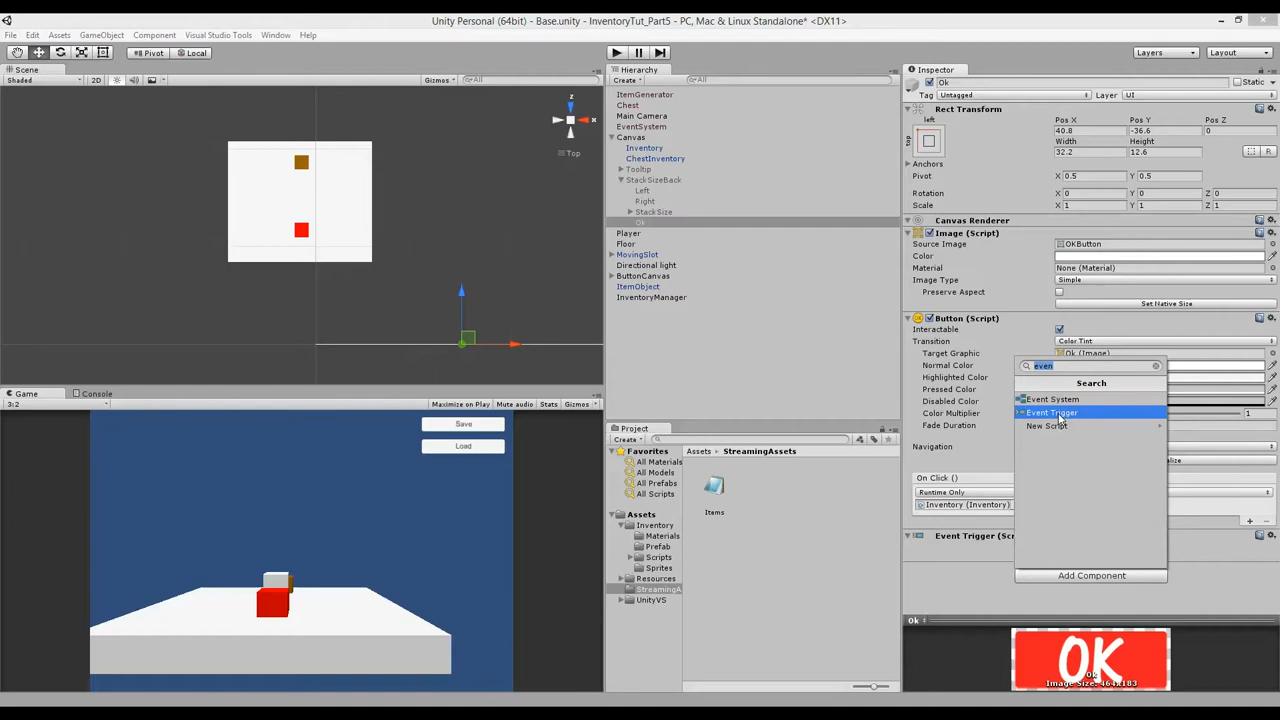 Unity Personal (64bit) - Base.unity - InventoryTut_Part5 - PC, Mac & Linux Standalone* <DX11>
File Edit Assets GameObject Component Visual Studio Tools Window Help
Pivot Local Layers Layout
Scene
Shaded 2D Gizmos All
z
x
Top
Game Console
3:2 Maximize on Play Mute audio Stats Gizmos
Save
Load
Hierarchy
Create All
ItemGenerator
Chest
Main Camera
EventSystem
Canvas
Inventory
ChestInventory
Tooltip
StackSizeBack
Left
Right
StackSize
Ok
Player
Floor
MovingSlot
Directional light
ButtonCanvas
ItemObject
InventoryManager
Project
Create
Favorites
All Materials
All Models
All Prefabs
All Scripts
Assets
Inventory
Materials
Prefab
Scripts
Sprites
Resources
StreamingA
UnityVS
Assets StreamingAssets
Items
Inspector
Ok Static
Tag Untagged Layer UI
Rect Transform
left Pos X Pos Y Pos Z
top 40.8 -36.6 0
Width Height
32.2 12.6
R
Anchors
Pivot X 0.5 Y 0.5
Rotation X 0 Y 0 Z 0
Scale X 1 Y 1 Z 1
Canvas Renderer
Image (Script)
Source Image OKButton
Color
Material None (Material)
Image Type Simple
Preserve Aspect
Set Native Size
Button (Script)
Interactable
Transition Color Tint
Target Graphic Ok (Image)
Normal Color
Highlighted Color
Pressed Color
Disabled Color
Color Multiplier 1
Fade Duration
Navigation
alize
even
Search
Event System
Event Trigger
New Script
On Click ()
Runtime Only
Inventory (Inventory)
Event Trigger (Scr
Add Component
Ok
OK
Ok
Image Size: 464x183